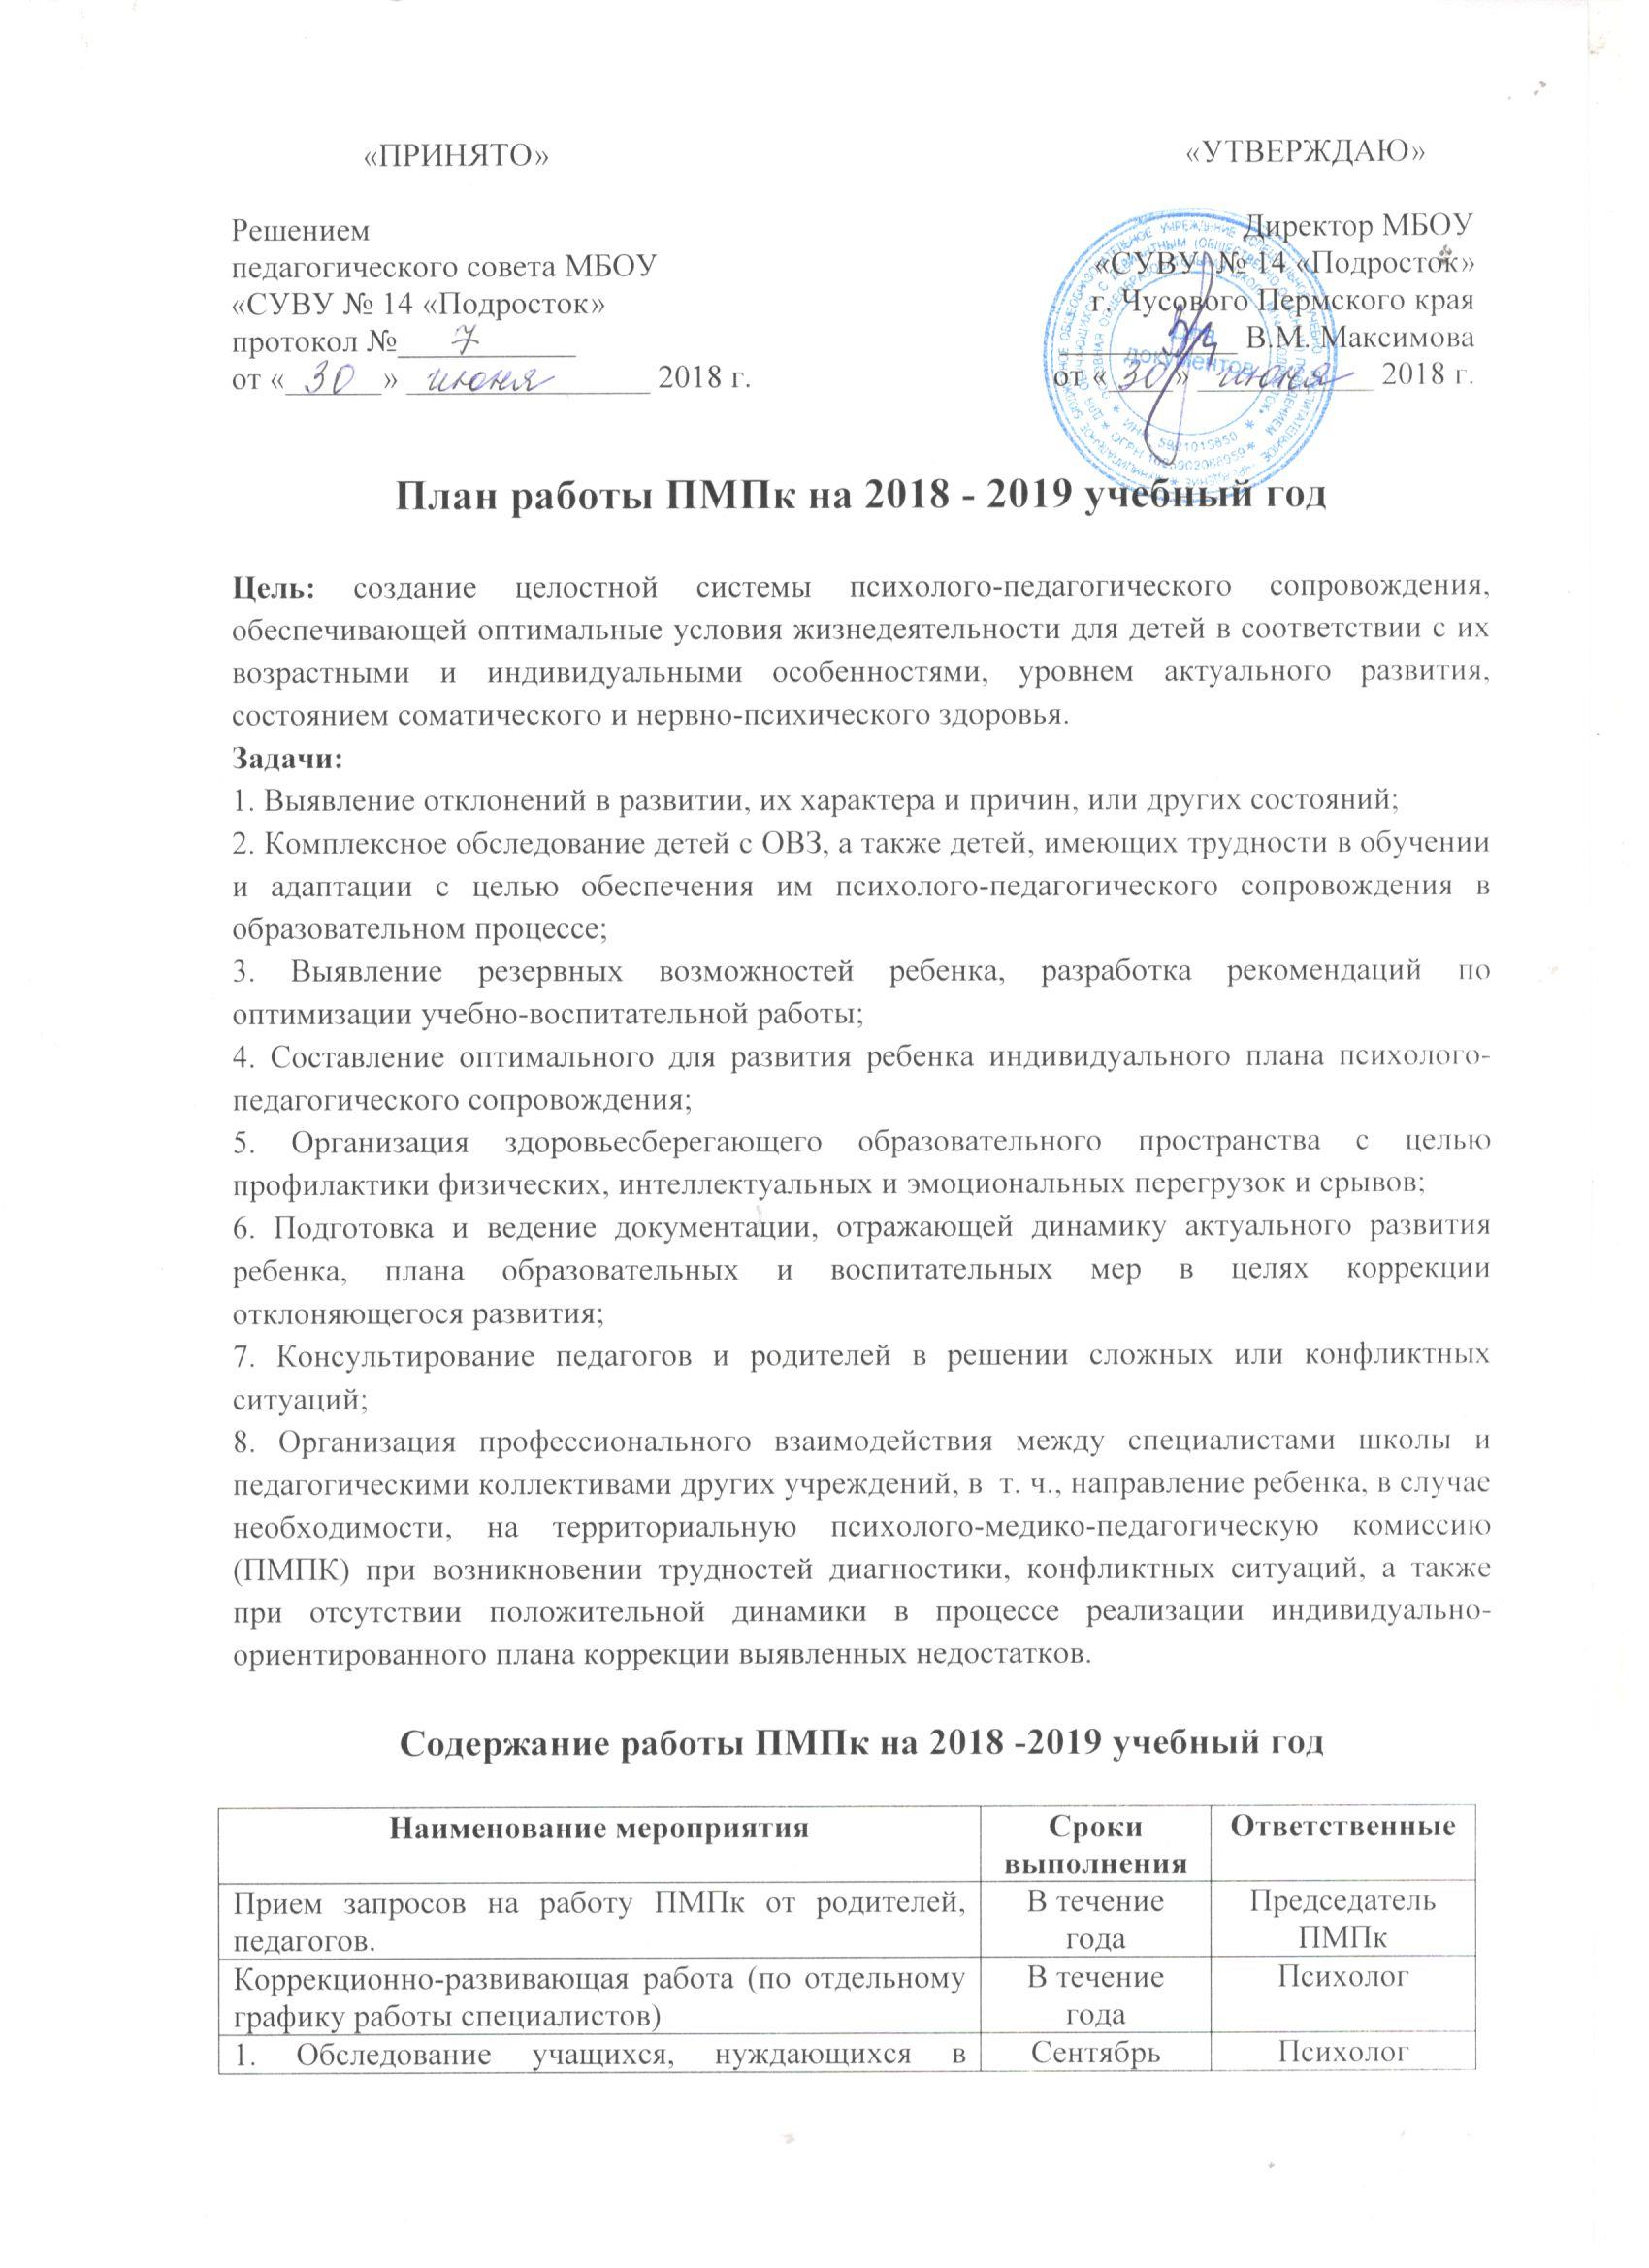 «ПРИНЯТО»
«УТВЕРЖДАЮ»
Решением
педагогического совета МБОУ
«СУВУ № 14 «Подросток»
протокол № 7
от « 30 » июня 2018 г.
Директор МБОУ
«СУВУ № 14 «Подросток»
г. Чусового Пермского края
В.М. Максимова
от « 30 » июня 2018 г.
Для
документов
План работы ПМПк на 2018 - 2019 учебный год
Цель: создание целостной системы психолого-педагогического сопровождения,
обеспечивающей оптимальные условия жизнедеятельности для детей в соответствии с их
возрастными и индивидуальными особенностями, уровнем актуального развития,
состоянием соматического и нервно-психического здоровья.
Задачи:
1. Выявление отклонений в развитии, их характера и причин, или других состояний;
2. Комплексное обследование детей с ОВЗ, а также детей, имеющих трудности в обучении
и адаптации с целью обеспечения им психолого-педагогического сопровождения в
образовательном процессе;
3. Выявление резервных возможностей ребенка, разработка рекомендаций по
оптимизации учебно-воспитательной работы;
4. Составление оптимального для развития ребенка индивидуального плана психолого-
педагогического сопровождения;
5. Организация здоровьесберегающего образовательного пространства с целью
профилактики физических, интеллектуальных и эмоциональных перегрузок и срывов;
6. Подготовка и ведение документации, отражающей динамику актуального развития
ребенка, плана образовательных и воспитательных мер в целях коррекции
отклоняющегося развития;
7. Консультирование педагогов и родителей в решении сложных или конфликтных
ситуаций;
8. Организация профессионального взаимодействия между специалистами школы и
педагогическими коллективами других учреждений, в т. ч., направление ребенка, в случае
необходимости, на территориальную психолого-медико-педагогическую комиссию
(ПМПК) при возникновении трудностей диагностики, конфликтных ситуаций, а также
при отсутствии положительной динамики в процессе реализации индивидуально-
ориентированного плана коррекции выявленных недостатков.
Содержание работы ПМПк на 2018 -2019 учебный год
Наименование мероприятия
Сроки
выполнения
Ответственные
Прием запросов на работу ПМПк от родителей,
педагогов.
В течение
года
Председатель
ПМПк
Коррекционно-развивающая работа (по отдельному
графику работы специалистов)
В течение
года
Психолог
1. Обследование учащихся, нуждающихся в
Сентябрь
Психолог